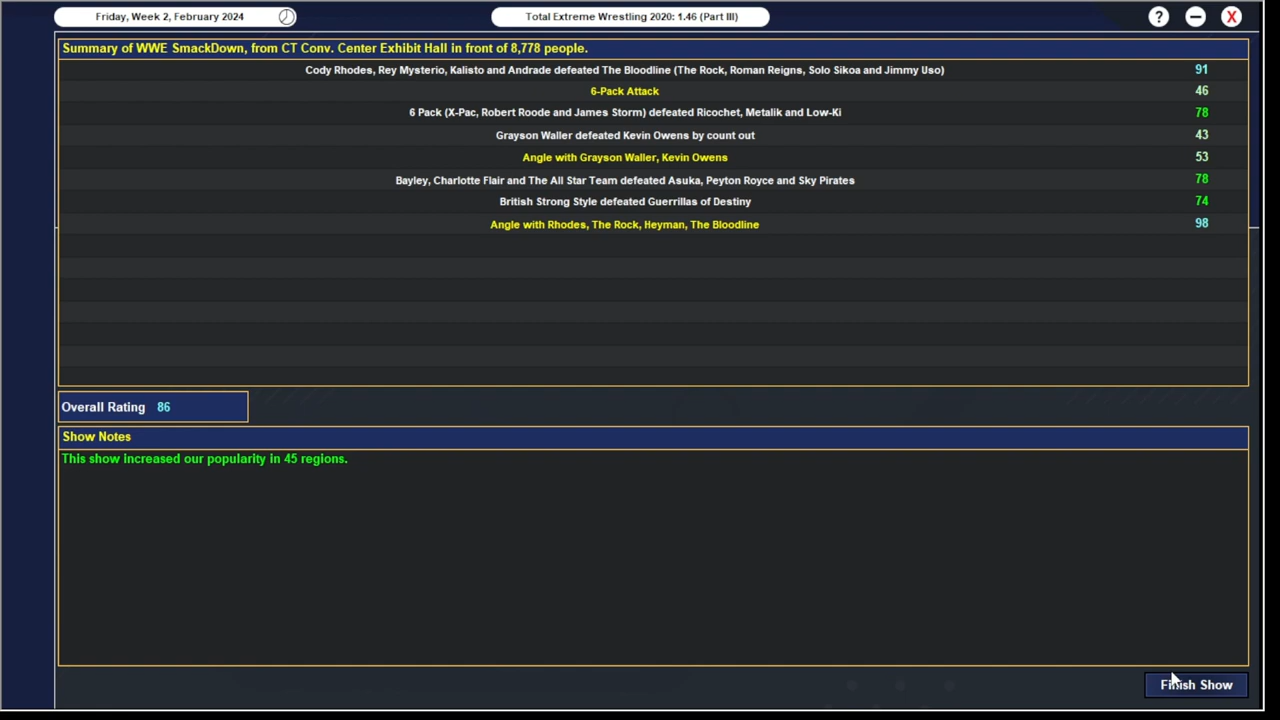 Friday, Week 2, February 2024
Total Extreme Wrestling 2020: 1.46 (Part III)
?
X
Summary of WWE SmackDown, from CT Conv. Center Exhibit Hall in front of 8,778 people.
Cody Rhodes, Rey Mysterio, Kalisto and Andrade defeated The Bloodline (The Rock, Roman Reigns, Solo Sikoa and Jimmy Uso) 91
6-Pack Attack 46
6 Pack (X-Pac, Robert Roode and James Storm) defeated Ricochet, Metalik and Low-Ki 78
Grayson Waller defeated Kevin Owens by count out 43
Angle with Grayson Waller, Kevin Owens 53
Bayley, Charlotte Flair and The All Star Team defeated Asuka, Peyton Royce and Sky Pirates 78
British Strong Style defeated Guerrillas of Destiny 74
Angle with Rhodes, The Rock, Heyman, The Bloodline 98
Overall Rating 86
Show Notes
This show increased our popularity in 45 regions.
Finish Show